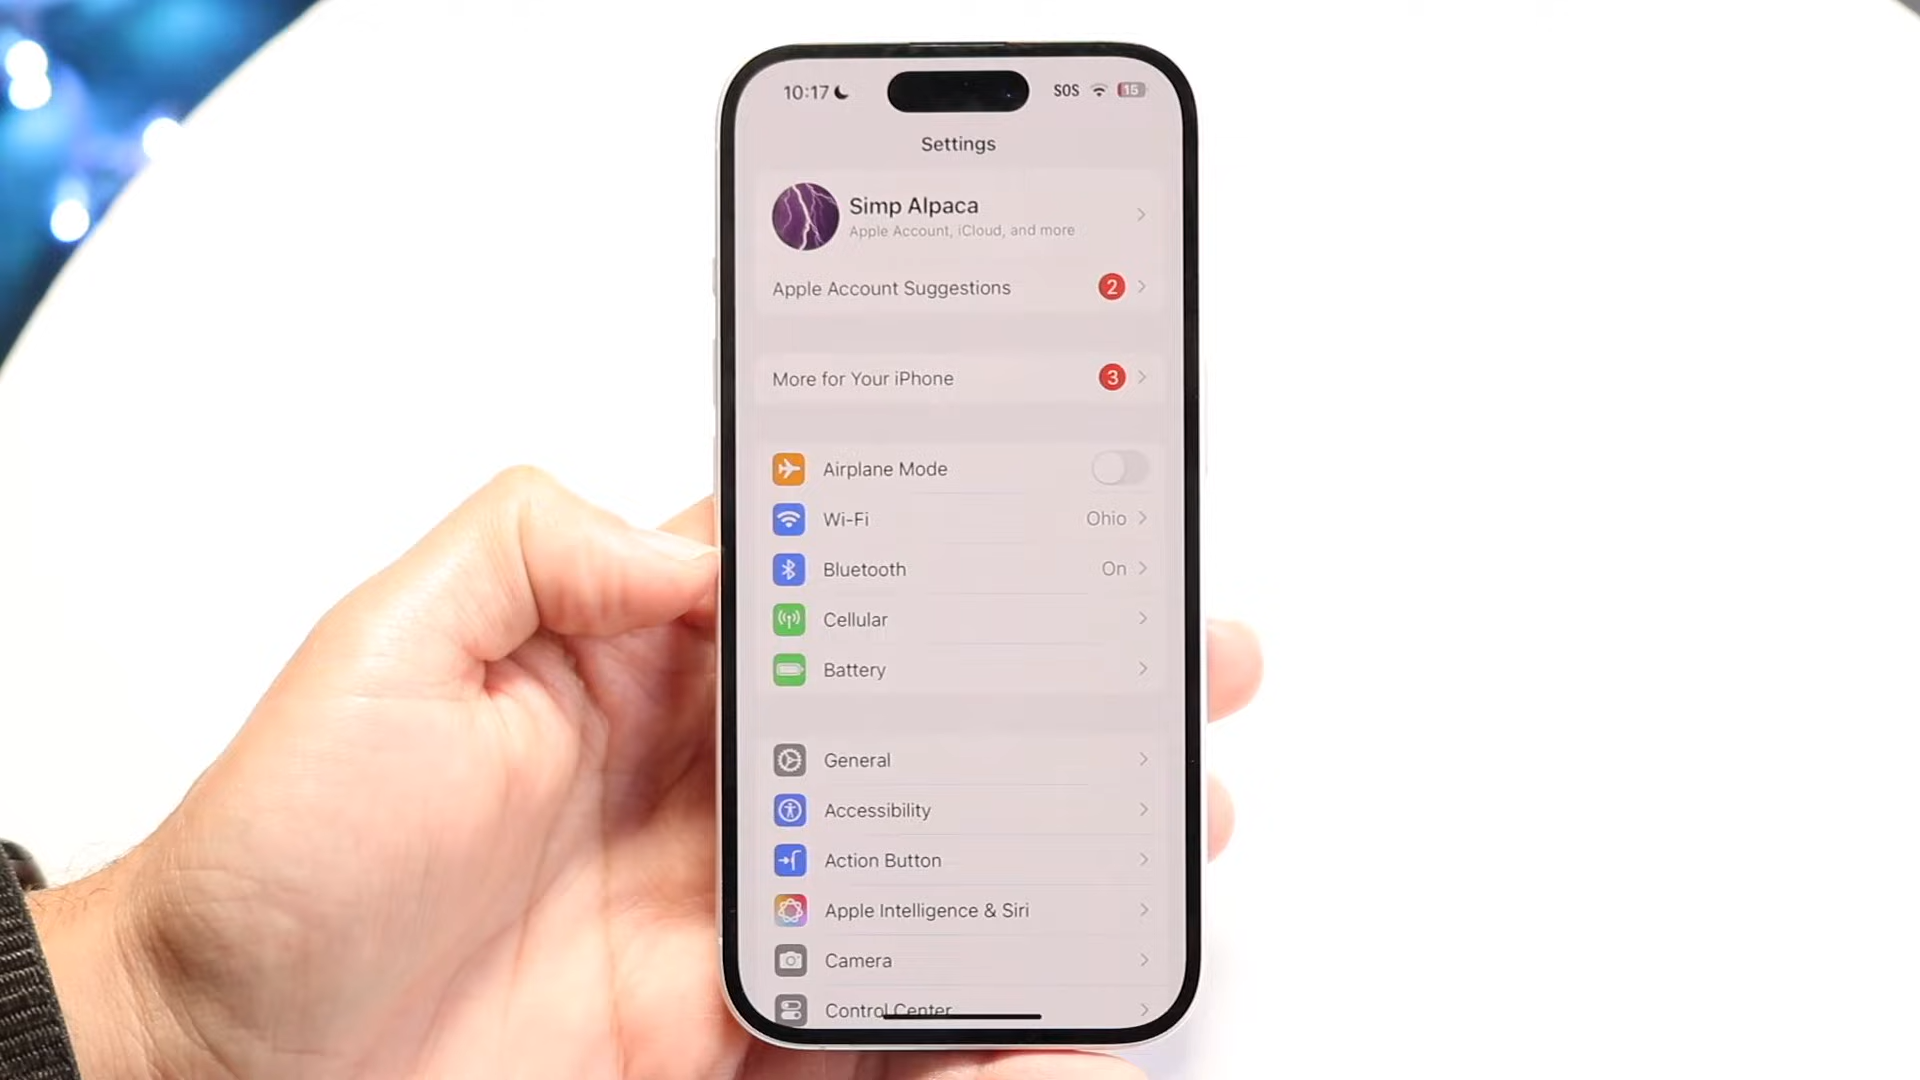 10:17 SOS 15
Settings
Simp Alpaca
Apple Account, iCloud, and more
Apple Account Suggestions 2
More for Your iPhone 3
Airplane Mode
Wi-Fi Ohio
Bluetooth On
Cellular
Battery
General
Accessibility
Action Button
Apple Intelligence & Siri
Camera
Control Center